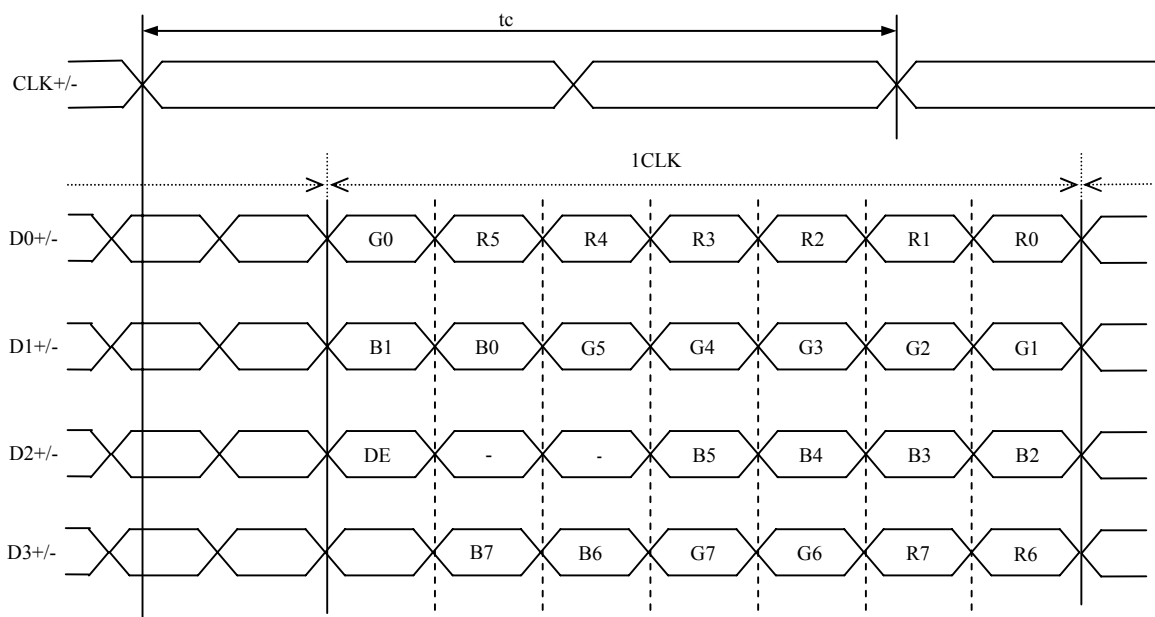 tc
CLK+/-
1CLK
D0+/- G0 R5 R4 R3 R2 R1 R0
D1+/- B1 B0 G5 G4 G3 G2 G1
D2+/- DE - - B5 B4 B3 B2
D3+/- B7 B6 G7 G6 R7 R6